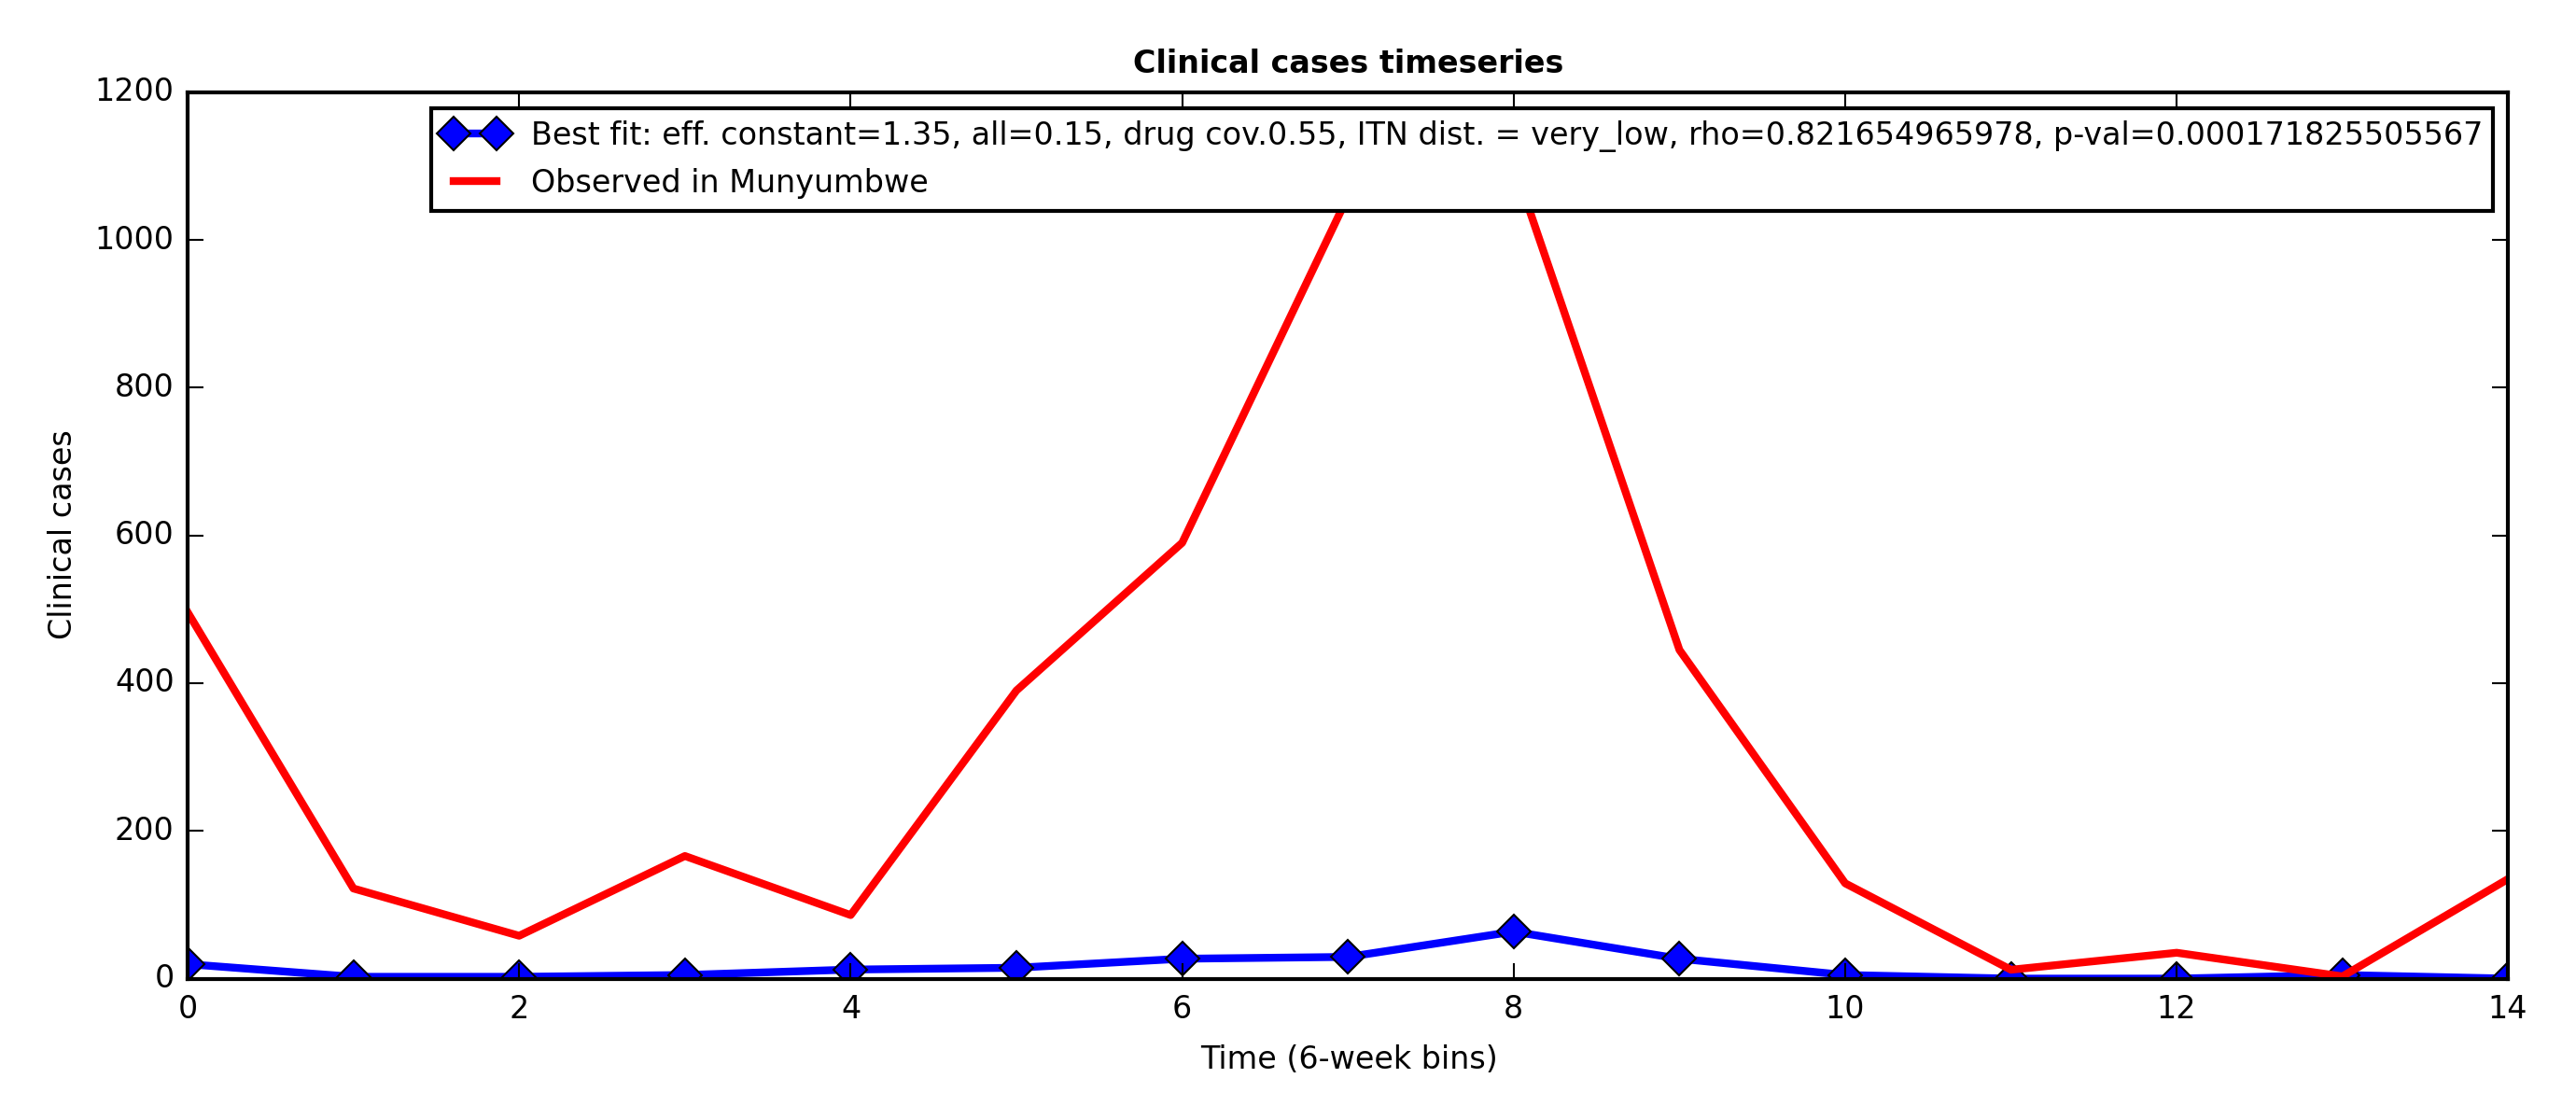 Clinical cases timeseries
Best fit: eff. constant=1.35, all=0.15, drug cov.0.55, ITN dist. = very_low, rho=0.821654965978, p-val=0.000171825505567
Observed in Munyumbwe
1200
1000
800
600
400
200
0
Clinical cases
0 2 4 6 8 10 12 14
Time (6-week bins)